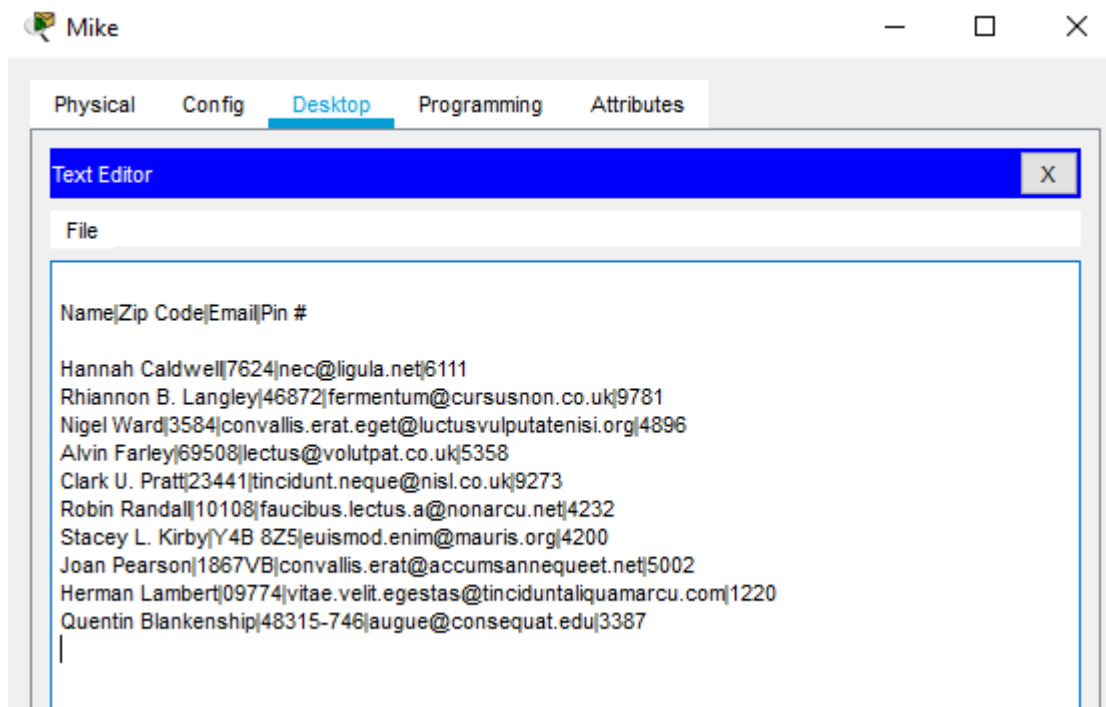 Mike
Physical Config Desktop Programming Attributes
Text Editor X
File
Name|Zip Code|Email|Pin #
Hannah Caldwell|7624|nec@ligula.net|6111
Rhiannon B. Langley|46872|fermentum@cursusnon.co.uk|9781
Nigel Ward|3584|convallis.erat.eget@luctusvulputatenisi.org|4896
Alvin Farley|69508|lectus@volutpat.co.uk|5358
Clark U. Pratt|23441|tincidunt.neque@nisl.co.uk|9273
Robin Randall|10108|faucibus.lectus.a@nonarcu.net|4232
Stacey L. Kirby|Y4B 8Z5|euismod.enim@mauris.org|4200
Joan Pearson|1867VB|convallis.erat@accumsannequeet.net|5002
Herman Lambert|09774|vitae.velit.egestas@tinciduntaliquamarcu.com|1220
Quentin Blankenship|48315-746|augue@consequat.edu|3387